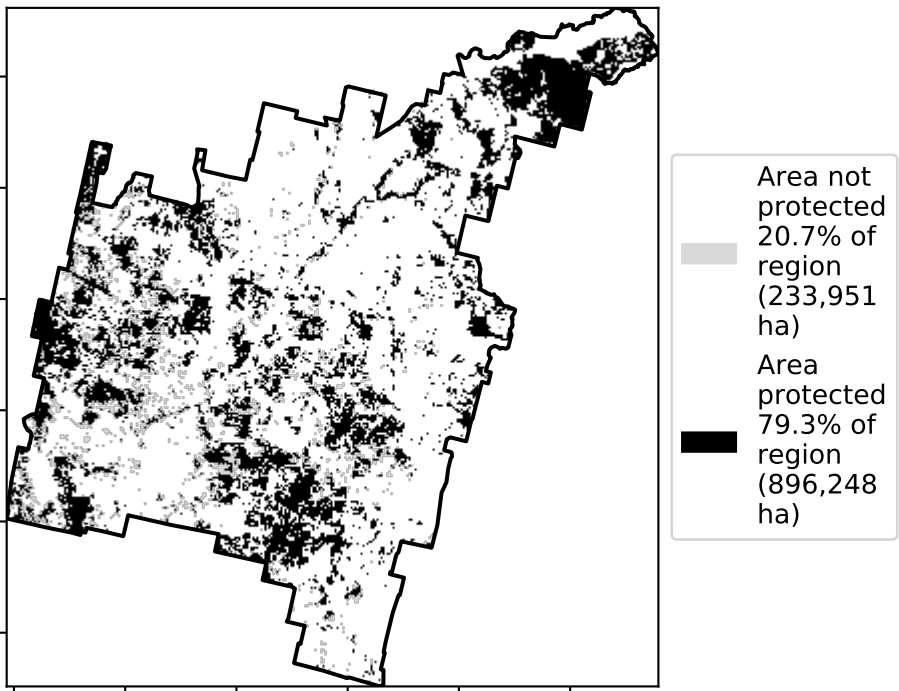 Area not
protected
20.7% of
region
(233,951
ha)
Area
protected
79.3% of
region
(896,248
ha)